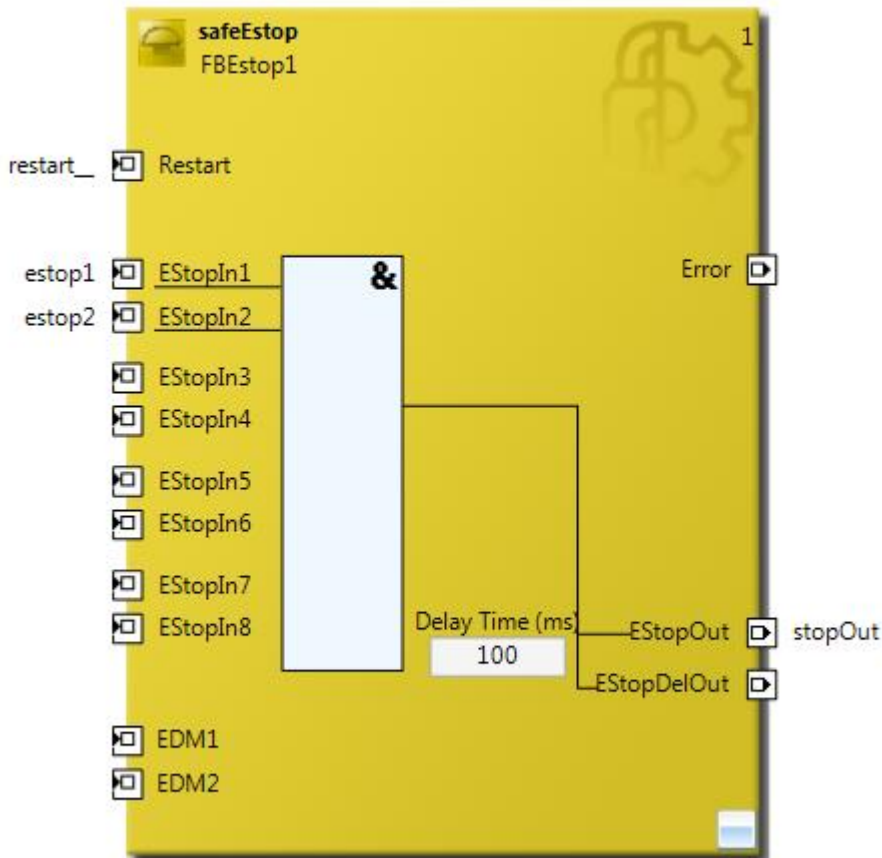 safeEstop
1
FBEstop1
restart__ Restart
estop1 EStopIn1
&
Error
estop2 EStopIn2
EStopIn3
EStopIn4
EStopIn5
EStopIn6
EStopIn7
EStopIn8
Delay Time (ms)
100
EStopOut stopOut
EStopDelOut
EDM1
EDM2